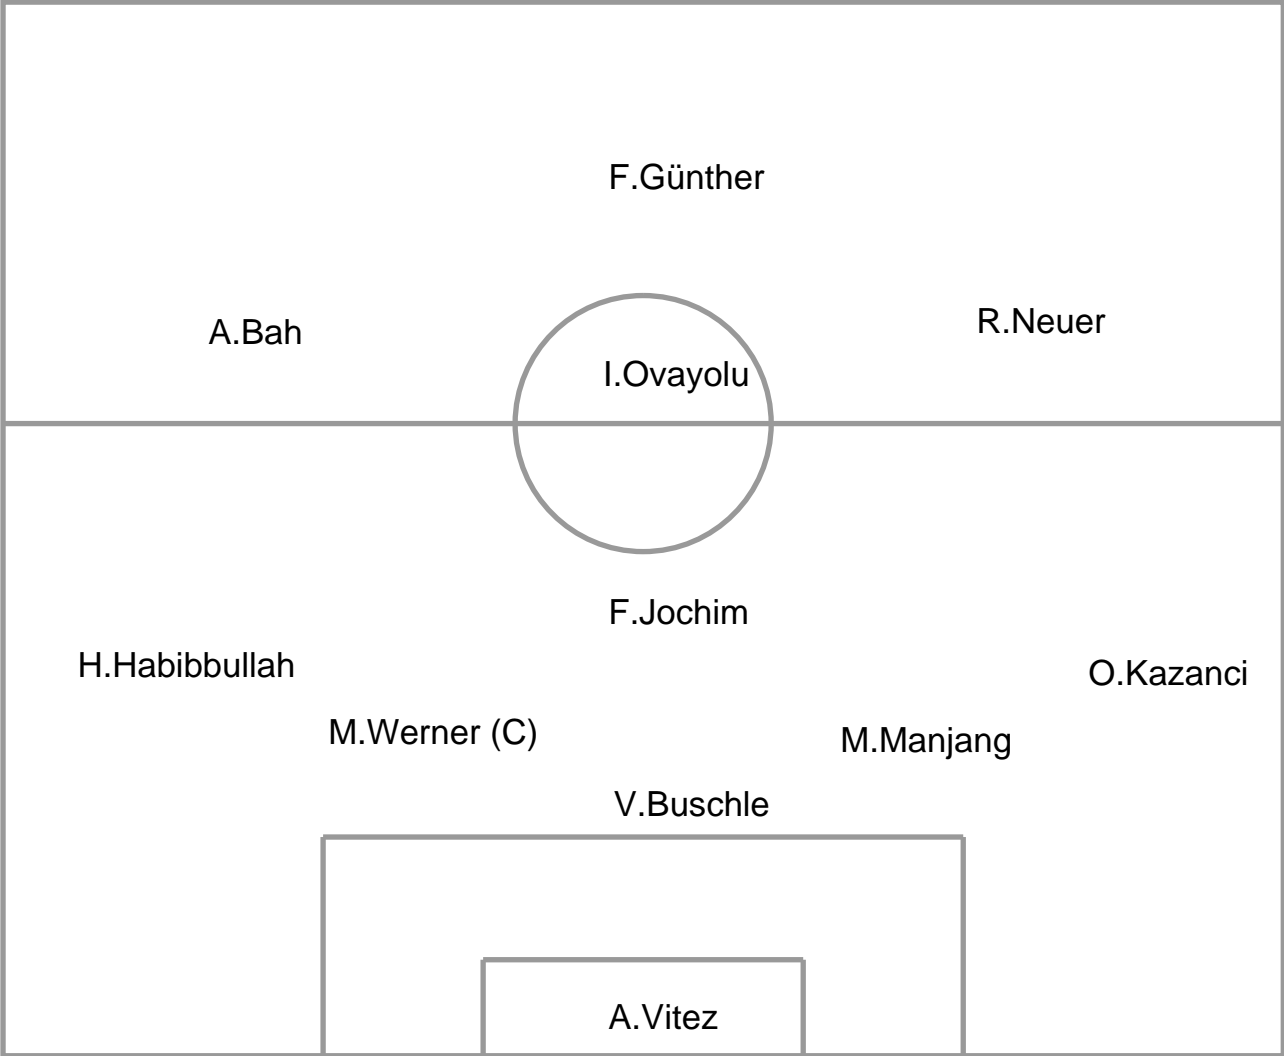 F.Günther
A.Bah
R.Neuer
I.Ovayolu
F.Jochim
H.Habibbullah
O.Kazanci
M.Werner (C)
M.Manjang
V.Buschle
A.Vitez